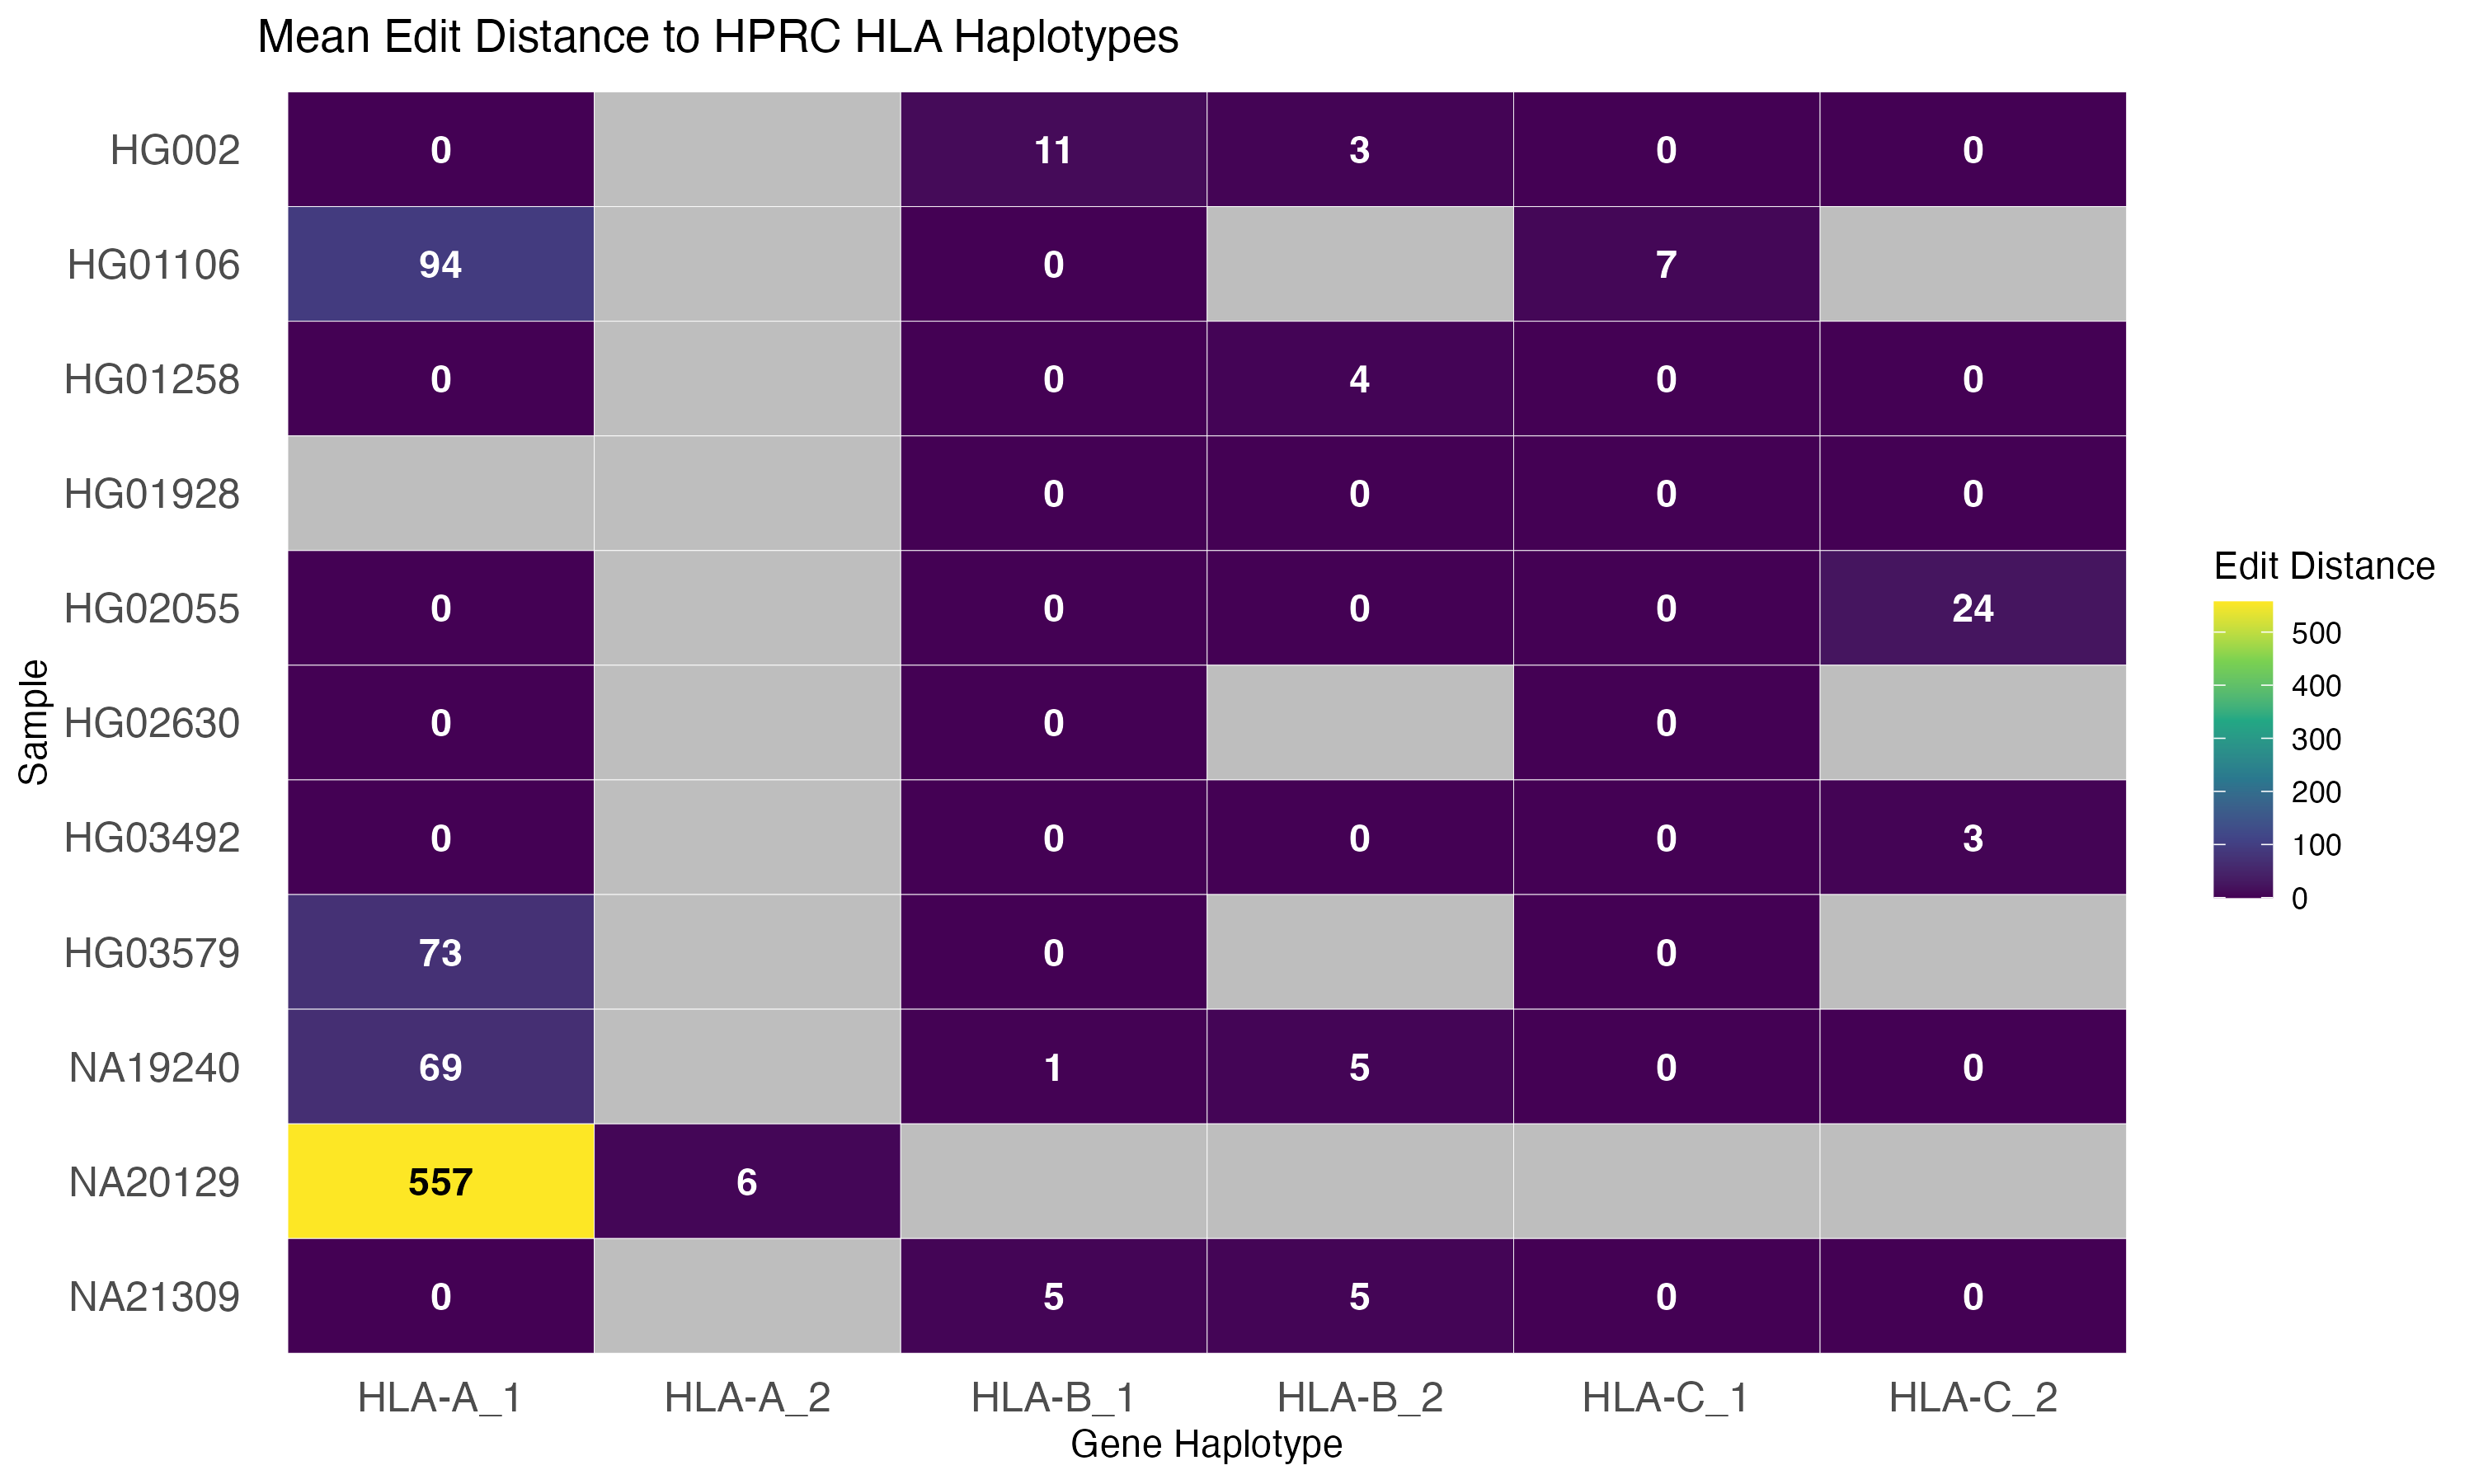 Mean Edit Distance to HPRC HLA Haplotypes
HG002 0 11 3 0 0
HG01106 94 0 7
HG01258 0 0 4 0 0
HG01928 0 0 0 0
HG02055 0 0 0 0 24
HG02630 0 0 0
HG03492 0 0 0 0 3
HG03579 73 0 0
NA19240 69 1 5 0 0
NA20129 557 6
NA21309 0 5 5 0 0
HLA-A_1 HLA-A_2 HLA-B_1 HLA-B_2 HLA-C_1 HLA-C_2
Gene Haplotype
Sample
Edit Distance
500
400
300
200
100
0